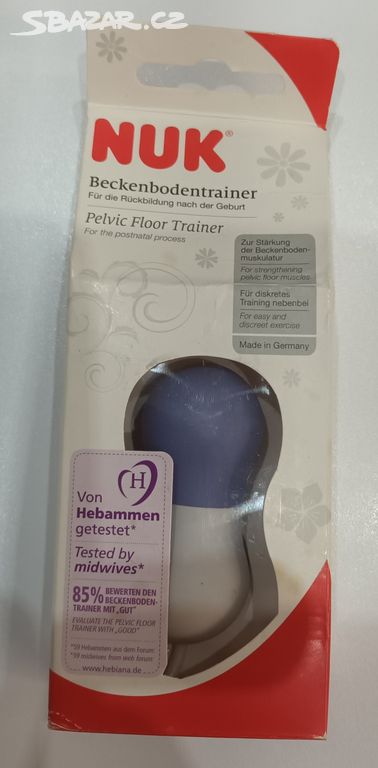 SBAZAR.CZ
NUK®
Beckenbodentrainer
Für die Rückbildung nach der Geburt
Pelvic Floor Trainer
For the postnatal process
Zur Stärkung
der Beckenboden-
muskulatur
For strengthening
pelvic floor muscles
Für diskretes
Training nebenbei
For easy and
discreet exercise
Made in Germany
H
Von
Hebammen
getestet*
Tested by
midwives*
85% BEWERTEN DEN
BECKENBODEN-
TRAINER MIT „GUT"
EVALUATE THE PELVIC FLOOR
TRAINER WITH „GOOD"
*59 Hebammen aus dem Forum
*59 midwives from web forum:
www.hebiana.de